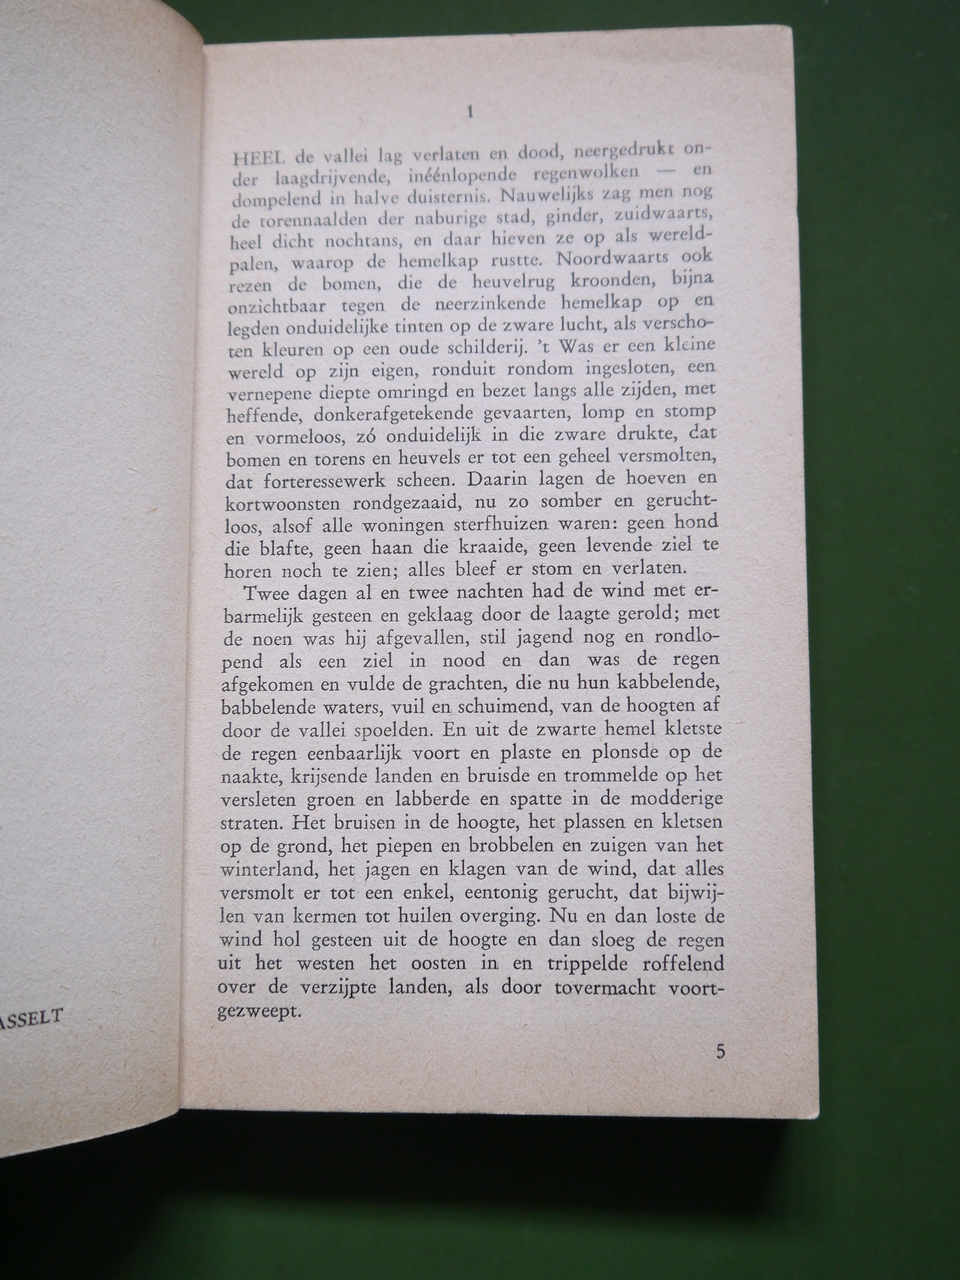 ASSELT
1
HEEL de vallei lag verlaten en dood, neergedrukt on-
der laagdrijvende, inéénlopende regenwolken — en
dompelend in halve duisternis. Nauwelijks zag men nog
de torennaalden der naburige stad, ginder, zuidwaarts,
heel dicht nochtans, en daar hieven ze op als wereld-
palen, waarop de hemelkap rustte. Noordwaarts ook
rezen de bomen, die de heuvelrug kroonden, bijna
onzichtbaar tegen de neerzinkende hemelkap op en
legden onduidelijke tinten op de zware lucht, als verscho-
ten kleuren op een oude schilderij. 't Was er een kleine
wereld op zijn eigen, ronduit rondom ingesloten, een
vernepene diepte omringd en bezet langs alle zijden, met
heffende, donkerafgetekende gevaarten, lomp en stomp
en vormeloos, zó onduidelijk in die zware drukte, dat
bomen en torens en heuvels er tot een geheel versmolten,
dat forteressewerk scheen. Daarin lagen de hoeven en
kortwoonsten rondgezaaid, nu zo somber en gerucht-
loos, alsof alle woningen sterfhuizen waren: geen hond
die blafte, geen haan die kraaide, geen levende ziel te
horen noch te zien; alles bleef er stom en verlaten.
Twee dagen al en twee nachten had de wind met er-
barmelijk gesteen en geklaag door de laagte gerold; met
de noen was hij afgevallen, stil jagend nog en rondlo-
pend als een ziel in nood en dan was de regen
afgekomen en vulde de grachten, die nu hun kabbelende,
babbelende waters, vuil en schuimend, van de hoogten af
door de vallei spoelden. En uit de zwarte hemel kletste
de regen eenbaarlijk voort en plaste en plonsde op de
naakte, krijsende landen en bruisde en trommelde op het
versleten groen en labberde en spatte in de modderige
straten. Het bruisen in de hoogte, het plassen en kletsen
op de grond, het piepen en brobbelen en zuigen van het
winterland, het jagen en klagen van de wind, dat alles
versmolt er tot een enkel, eentonig gerucht, dat bijwij-
len van kermen tot huilen overging. Nu en dan loste de
wind hol gesteen uit de hoogte en dan sloeg de regen
uit het westen het oosten in en trippelde roffelend
over de verzijpte landen, als door tovermacht voort-
gezweept.
5